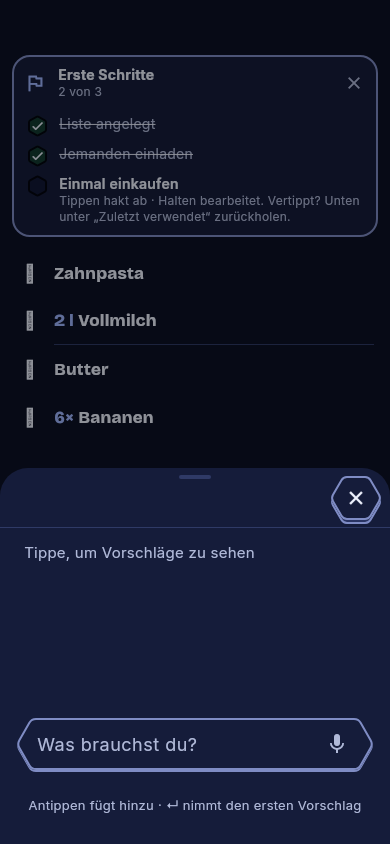 Erste Schritte
2 von 3
Liste angelegt
Jemanden einladen
Einmal einkaufen
Tippen hakt ab · Halten bearbeitet. Vertippt? Unten
unter „Zuletzt verwendet“ zurückholen.
Zahnpasta
2 l Vollmilch
Butter
6× Bananen
Tippe, um Vorschläge zu sehen
Was brauchst du?
Antippen fügt hinzu · ↵ nimmt den ersten Vorschlag